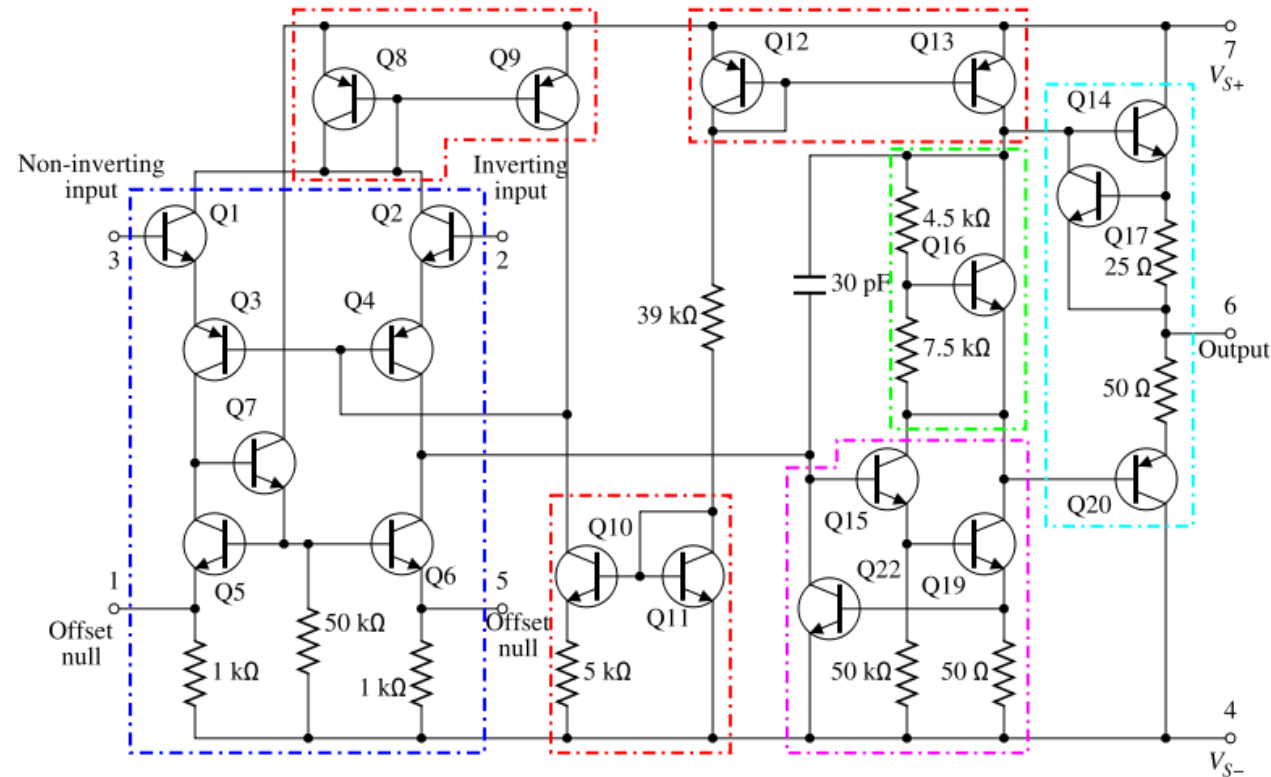 Q8
Q9
Q12
Q13
7
V_S+
Q14
Non-inverting
input
Inverting
input
Q1
Q2
3
2
4.5 kΩ
Q16
Q17
25 Ω
30 pF
Q3
Q4
39 kΩ
6
Output
7.5 kΩ
50 Ω
Q7
Q15
Q20
Q10
Q22
Q19
1
Q5
Q6
5
Q11
Offset
null
50 kΩ
Offset
null
1 kΩ
1 kΩ
5 kΩ
50 kΩ
50 Ω
4
V_S−